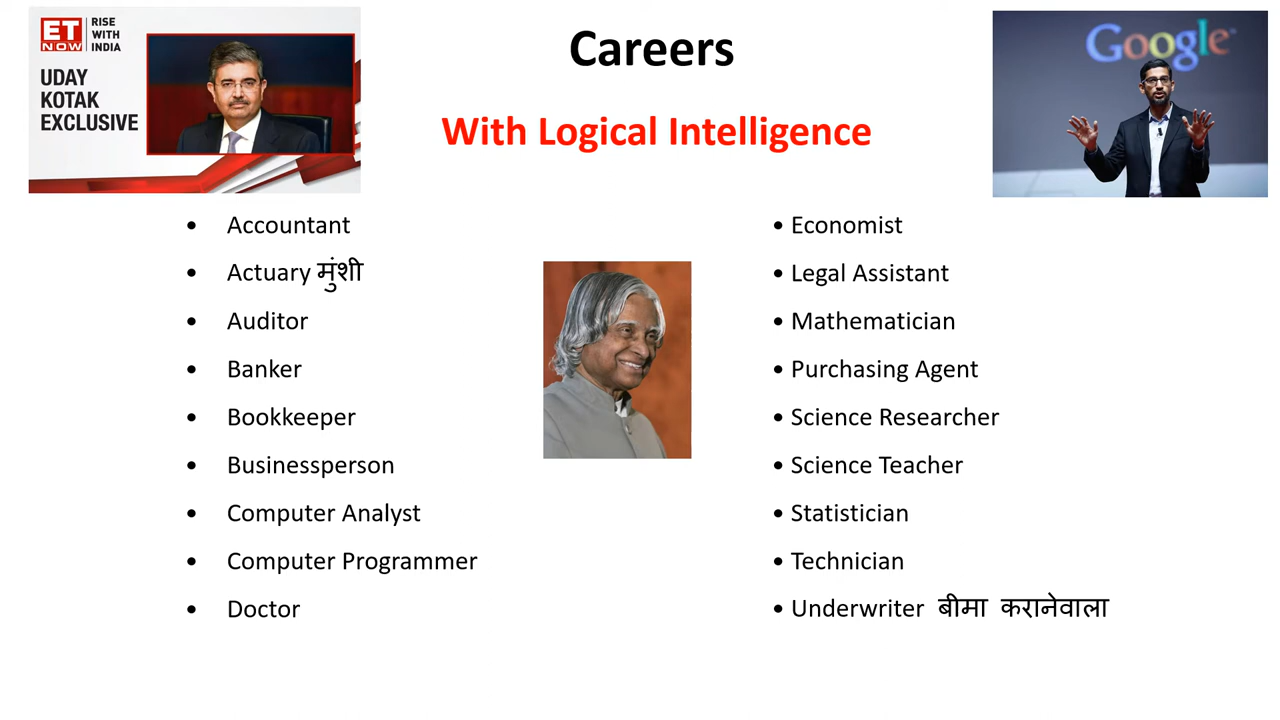 ET NOW
RISE
WITH
INDIA
UDAY
KOTAK
EXCLUSIVE
Careers
With Logical Intelligence
Google
• Accountant
• Actuary मुंशी
• Auditor
• Banker
• Bookkeeper
• Businessperson
• Computer Analyst
• Computer Programmer
• Doctor
• Economist
• Legal Assistant
• Mathematician
• Purchasing Agent
• Science Researcher
• Science Teacher
• Statistician
• Technician
• Underwriter बीमा करानेवाला